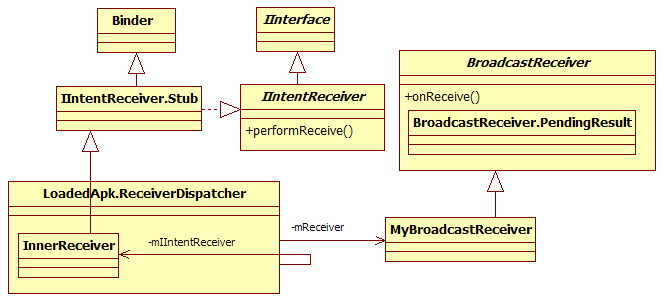 Binder
IInterface
BroadcastReceiver
+onReceive()
BroadcastReceiver.PendingResult
IIntentReceiver.Stub
IIntentReceiver
+performReceive()
LoadedApk.ReceiverDispatcher
InnerReceiver
-mIIntentReceiver
-mReceiver
MyBroadcastReceiver